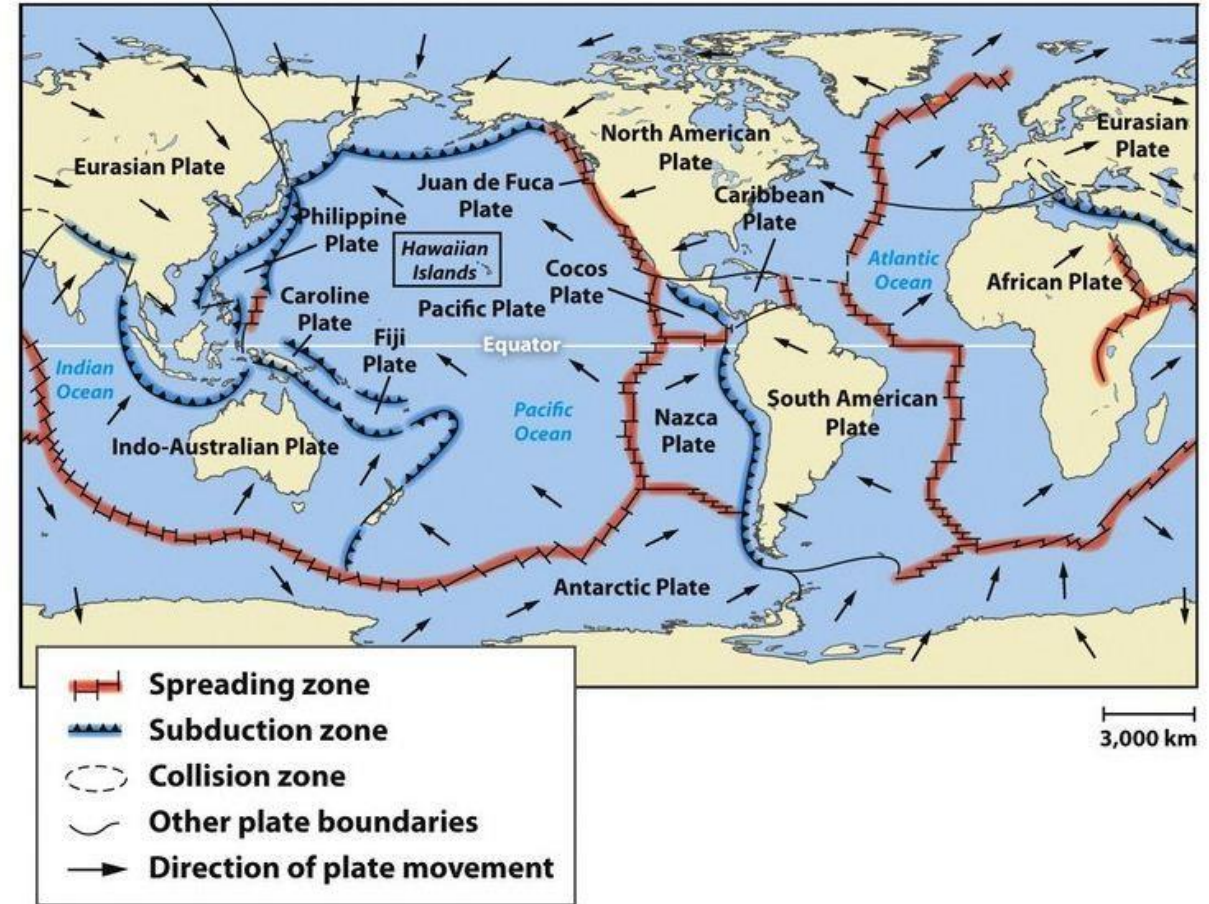 North American
Plate
Eurasian
Plate
Eurasian Plate
Juan de Fuca
Plate
Caribbean
Plate
Philippine
Plate
Hawaiian
Islands
Atlantic
Ocean
Cocos
Plate
African Plate
Caroline
Plate
Pacific Plate
Fiji
Plate
Equator
Indian
Ocean
Pacific
Ocean
Nazca
Plate
South American
Plate
Indo-Australian Plate
Antarctic Plate
Spreading zone
Subduction zone
Collision zone
Other plate boundaries
Direction of plate movement
3,000 km